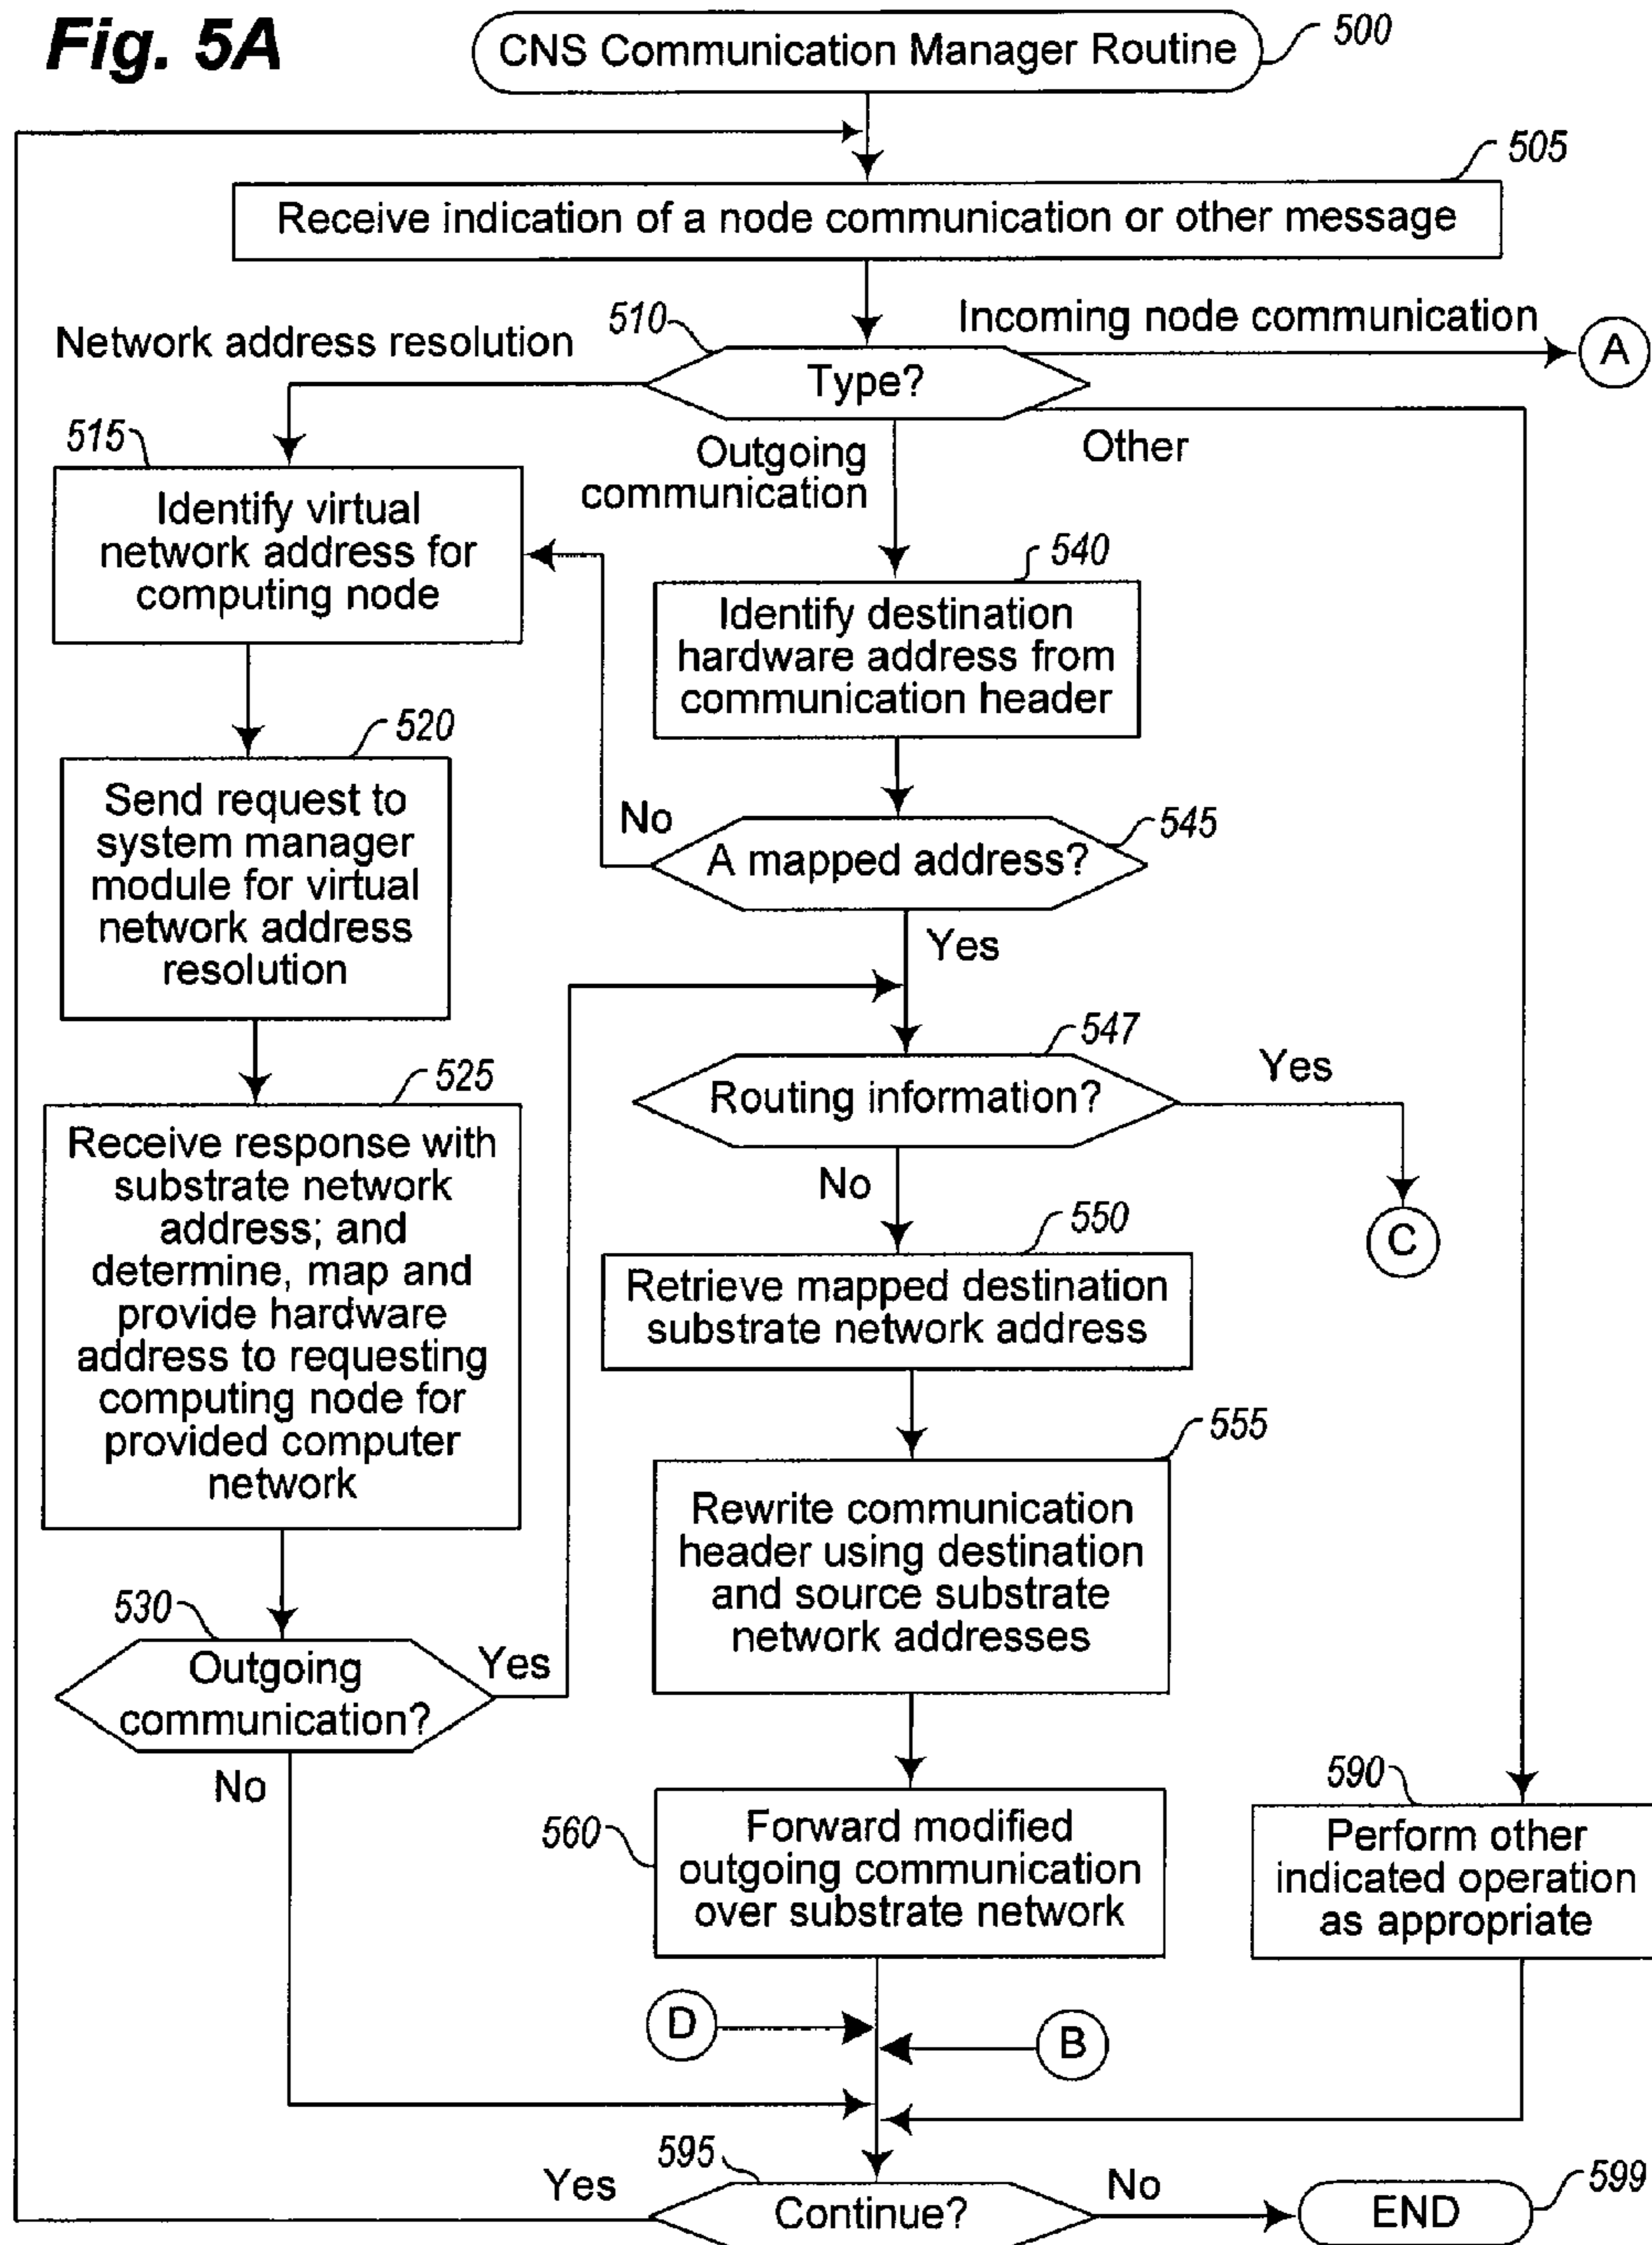 Fig. 5A
CNS Communication Manager Routine
500
505
Receive indication of a node communication or other message
510
Incoming node communication
A
Network address resolution
Type?
Other
Outgoing
communication
515
Identify virtual
network address for
computing node
540
Identify destination
hardware address from
communication header
520
Send request to
system manager
module for virtual
network address
resolution
No
545
A mapped address?
Yes
525
Receive response with
substrate network
address; and
determine, map and
provide hardware
address to requesting
computing node for
provided computer
network
547
Routing information?
Yes
No
C
550
Retrieve mapped destination
substrate network address
555
Rewrite communication
header using destination
and source substrate
network addresses
530
Outgoing
communication?
Yes
No
560
Forward modified
outgoing communication
over substrate network
590
Perform other
indicated operation
as appropriate
D
B
595
Yes
Continue?
No
END
599